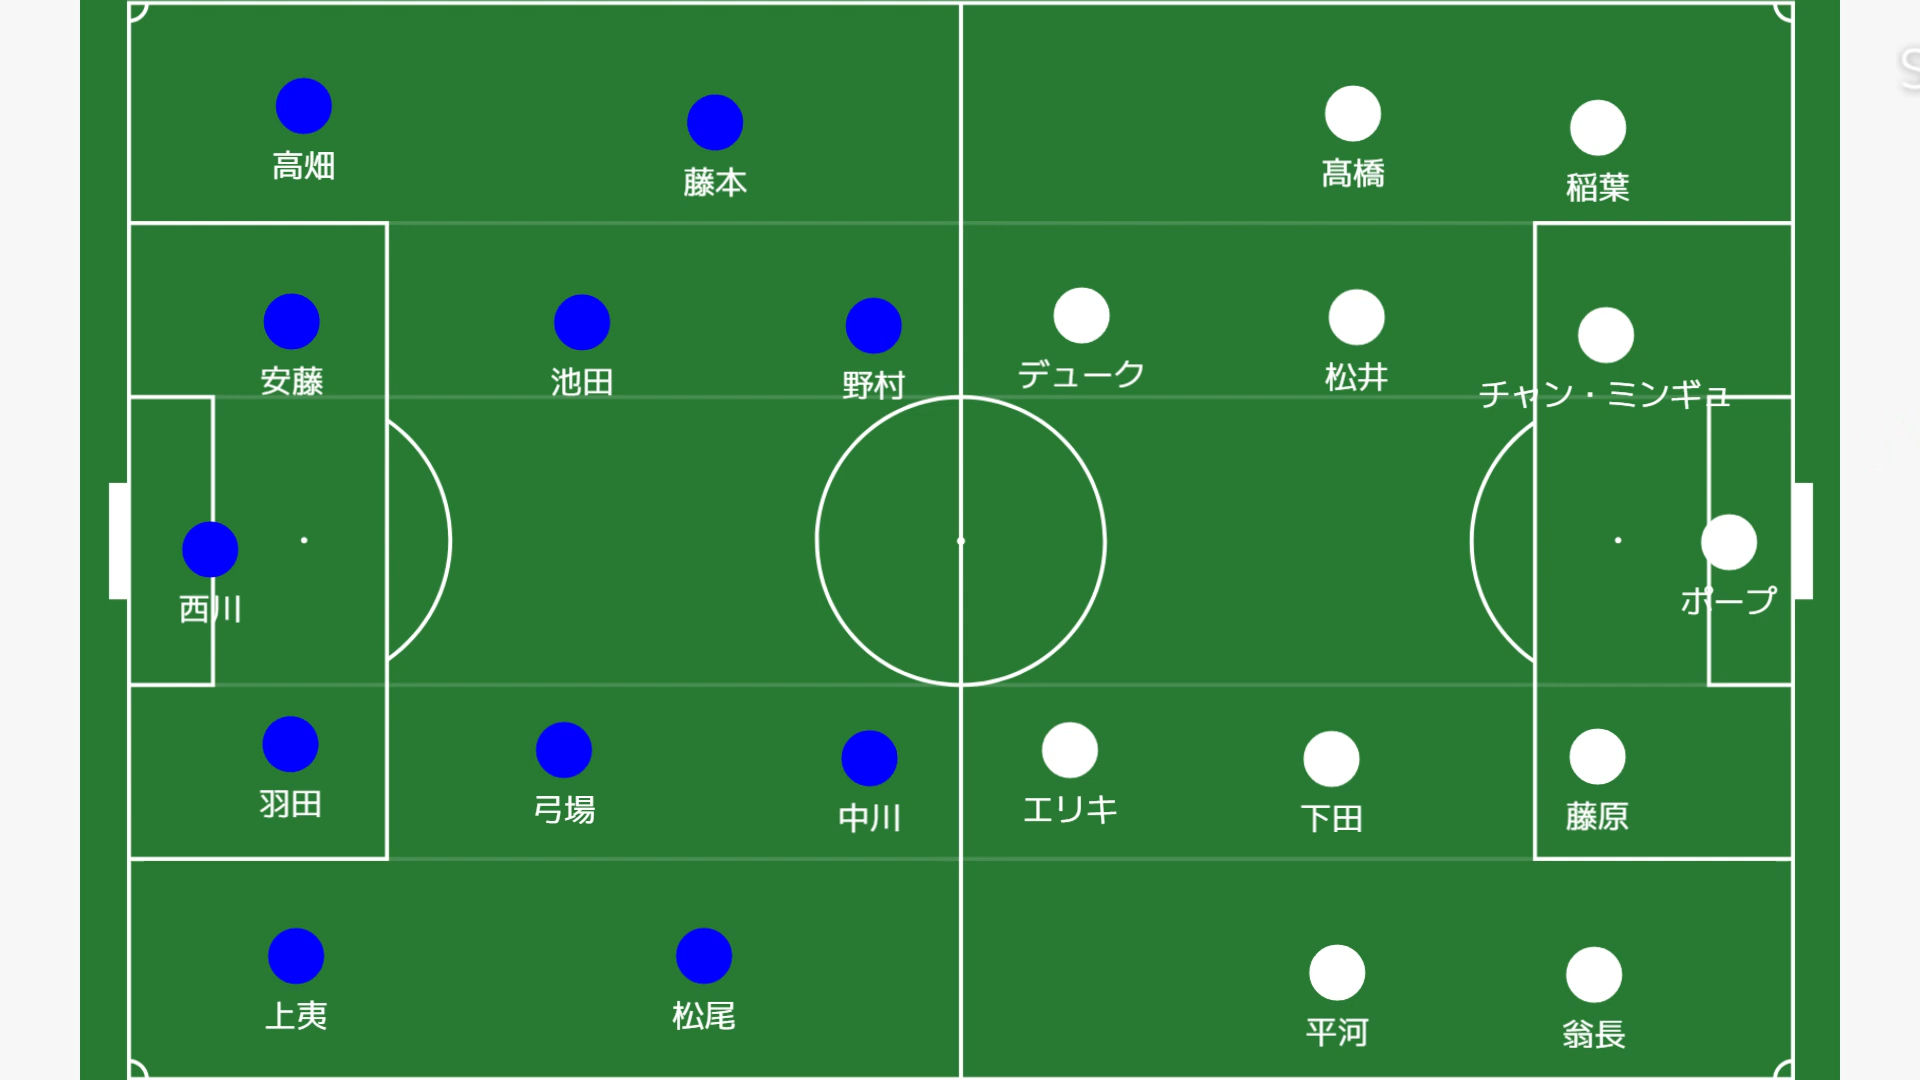 高畑
藤本
髙橋
稲葉
安藤
池田
野村
デューク
松井
チャン・ミンギュ
西川
ポープ
羽田
弓場
中川
エリキ
下田
藤原
上夷
松尾
平河
翁長
S